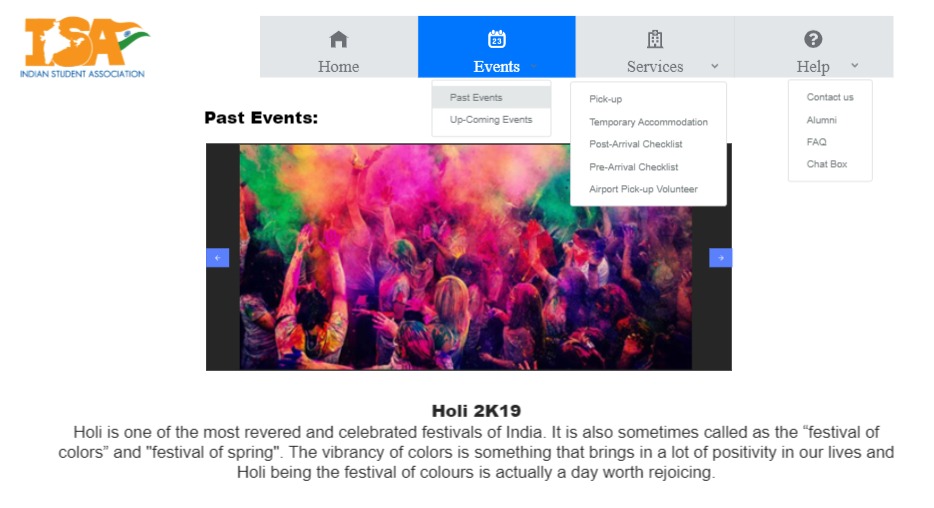 ISA
INDIAN STUDENT ASSOCIATION
Home
23
Events
Services
Help
Past Events
Up-Coming Events
Pick-up
Temporary Accommodation
Post-Arrival Checklist
Pre-Arrival Checklist
Airport Pick-up Volunteer
Contact us
Alumni
FAQ
Chat Box
Past Events:
Holi 2K19
Holi is one of the most revered and celebrated festivals of India. It is also sometimes called as the “festival of
colors” and "festival of spring". The vibrancy of colors is something that brings in a lot of positivity in our lives and
Holi being the festival of colours is actually a day worth rejoicing.